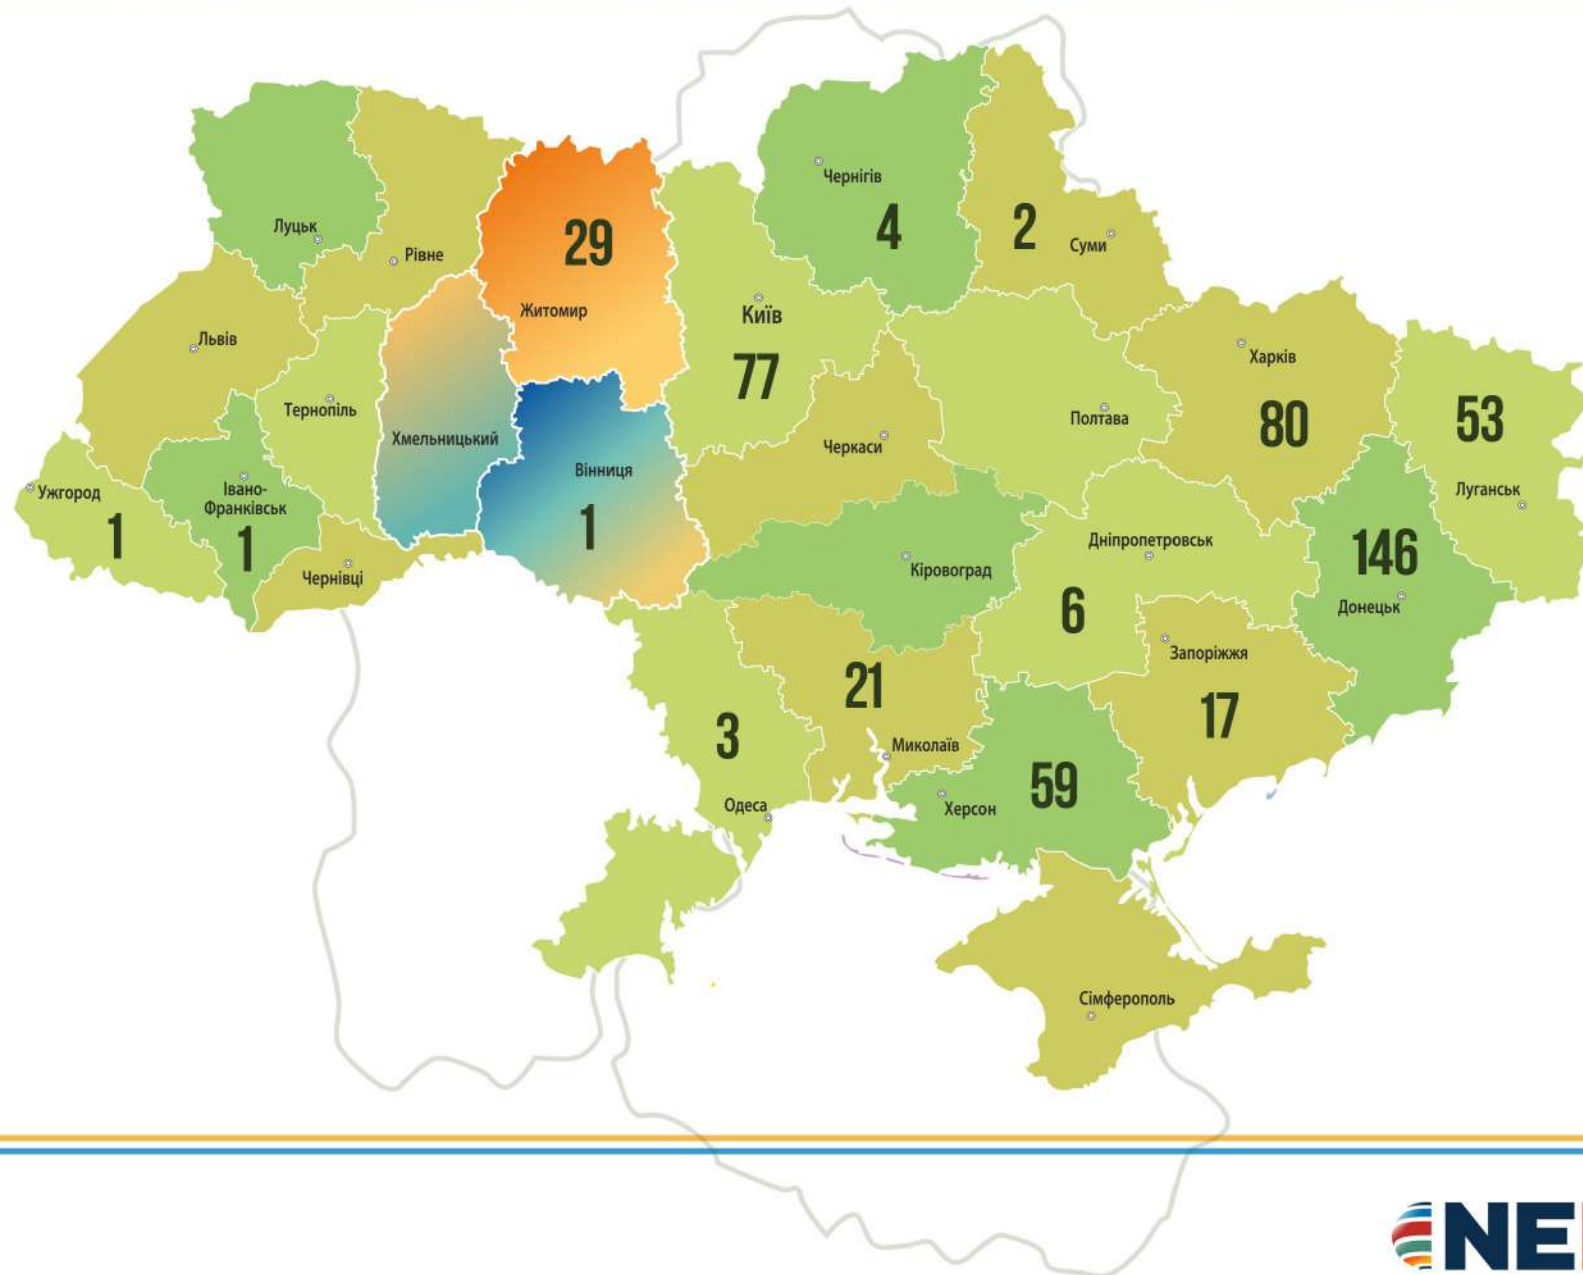 Чернігів
4
2
Суми
Луцьк
Рівне
29
Житомир
Київ
77
Львів
Тернопіль
Хмельницький
Вінниця
1
Черкаси
Полтава
Харків
80
53
Луганськ
Ужгород
1
Івано-
Франківськ
1
Чернівці
Кіровоград
Дніпропетровськ
6
146
Донецьк
Запоріжжя
17
21
Миколаїв
3
Одеса
Херсон
59
Сімферополь
NE